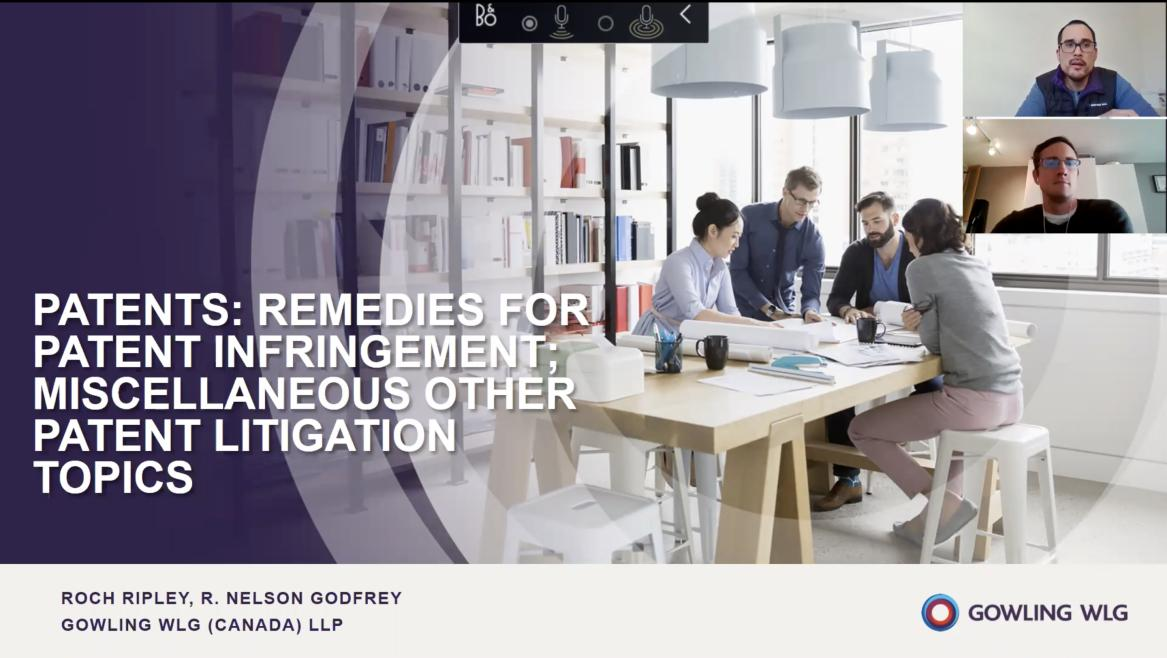 B&O
PATENTS: REMEDIES FOR
PATENT INFRINGEMENT;
MISCELLANEOUS OTHER
PATENT LITIGATION
TOPICS
ROCH RIPLEY, R. NELSON GODFREY
GOWLING WLG (CANADA) LLP
GOWLING WLG